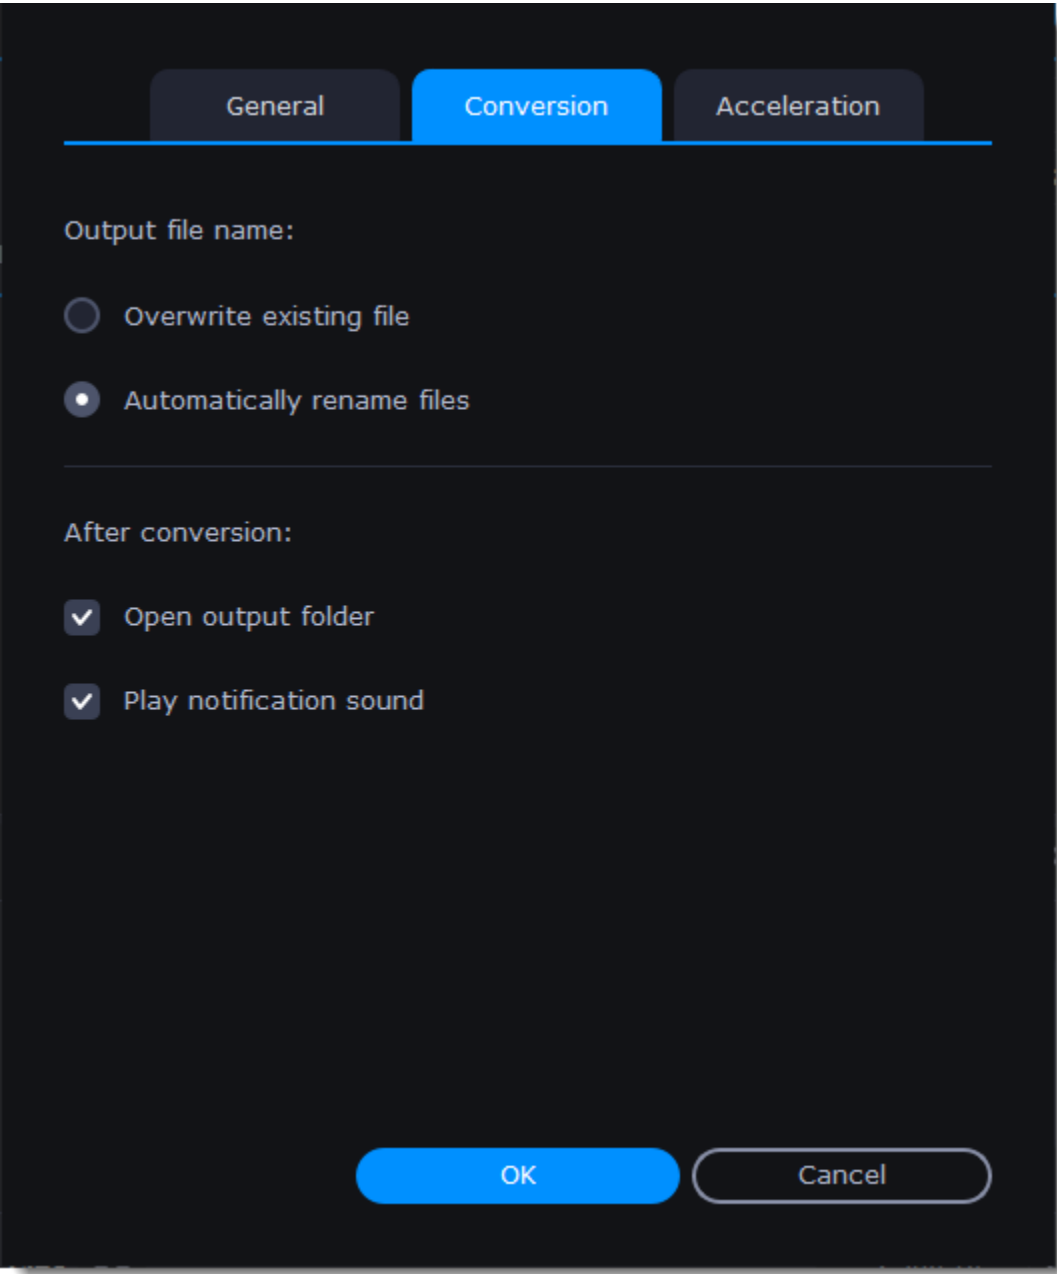 General
Conversion
Acceleration
Output file name:
Overwrite existing file
Automatically rename files
After conversion:
Open output folder
Play notification sound
OK
Cancel